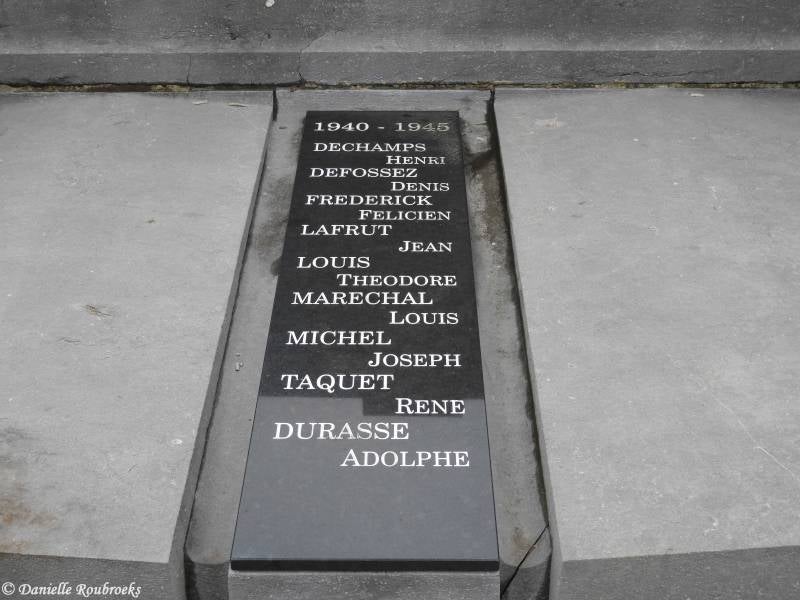 1940 - 1945
DECHAMPS
HENRI
DEFOSSEZ
DENIS
FREDERICK
FELICIEN
LAFRUT
JEAN
LOUIS
THEODORE
MARECHAL
LOUIS
MICHEL
JOSEPH
TAQUET
RENE
DURASSE
ADOLPHE
© Danielle Roubroeks